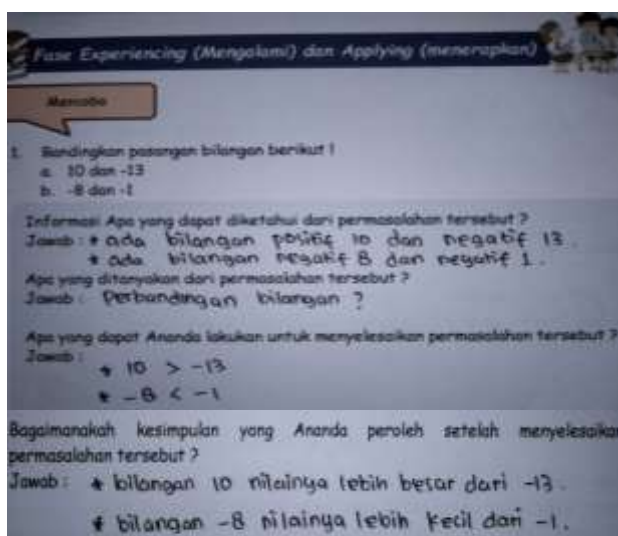 Fase Experiencing (Mengalami) dan Applying (menerapkan)
Mencoba
1. Bandingkan pasangan bilangan berikut !
a. 10 dan -13
b. -8 dan -1
Informasi Apa yang dapat diketahui dari permasalahan tersebut ?
Jawab : * ada bilangan positif 10 dan negatif 13.
* ada bilangan negatif 8 dan negatif 1.
Apa yang ditanyakan dari permasalahan tersebut ?
Jawab : Perbandingan bilangan ?
Apa yang dapat Ananda lakukan untuk menyelesaikan permasalahan tersebut ?
Jawab :
* 10 > -13
* -8 < -1
Bagaimanakah kesimpulan yang Ananda peroleh setelah menyelesaikan
permasalahan tersebut ?
Jawab : * bilangan 10 nilainya lebih besar dari -13.
* bilangan -8 nilainya lebih kecil dari -1.